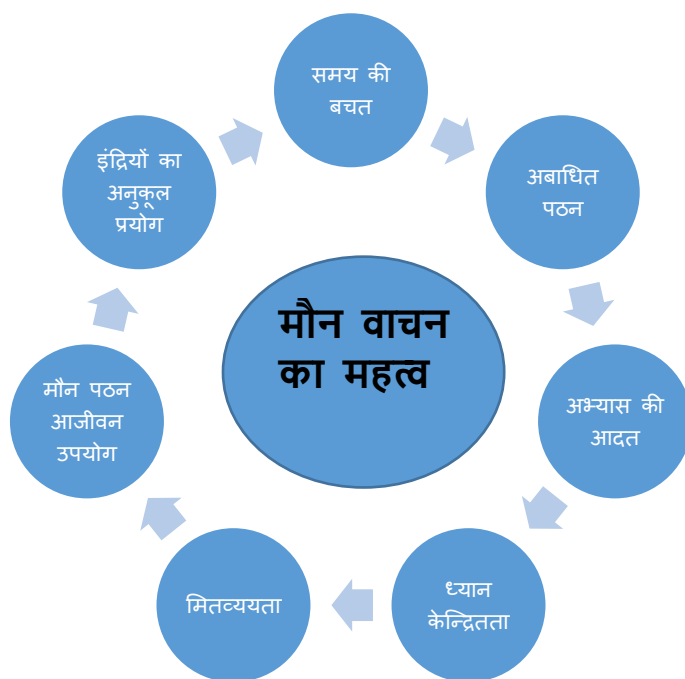 समय की
बचत
अबाधित
पठन
अभ्यास की
आदत
ध्यान
केन्द्रितता
मितव्ययता
मौन पठन
आजीवन
उपयोग
इंद्रियों का
अनुकूल
प्रयोग
मौन वाचन
का महत्व